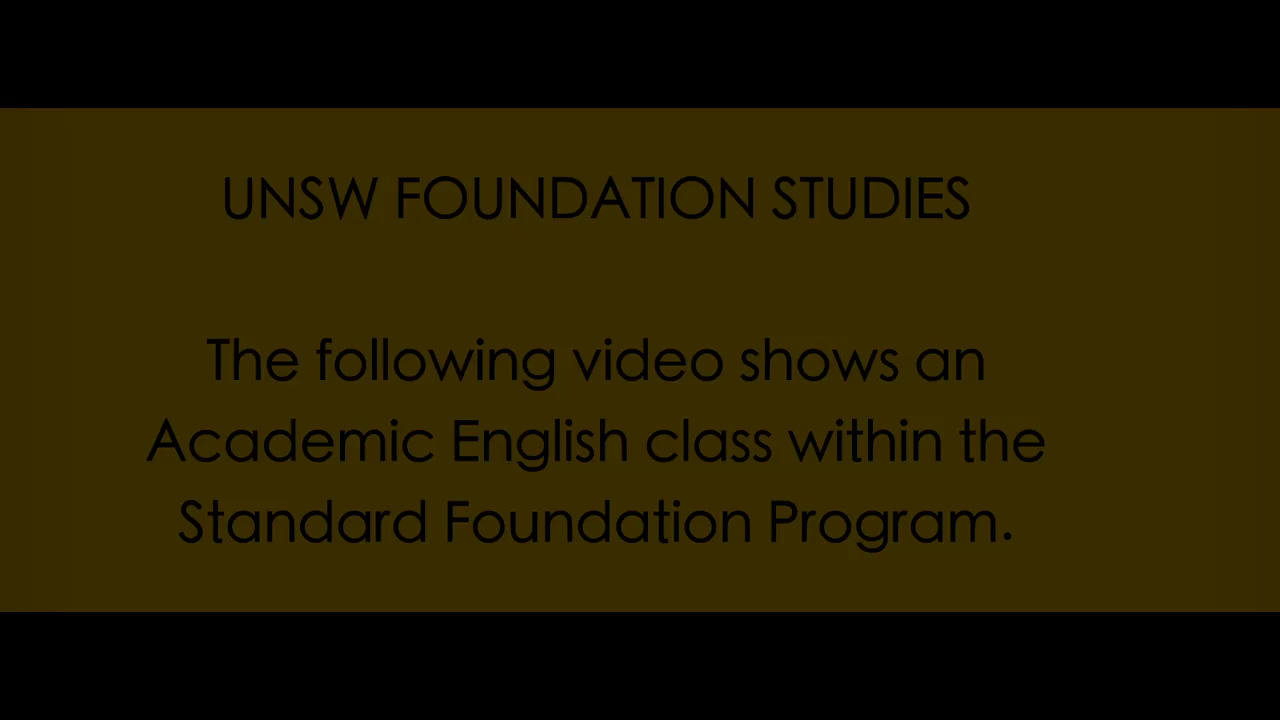 UNSW FOUNDATION STUDIES
The following video shows an
Academic English class within the
Standard Foundation Program.